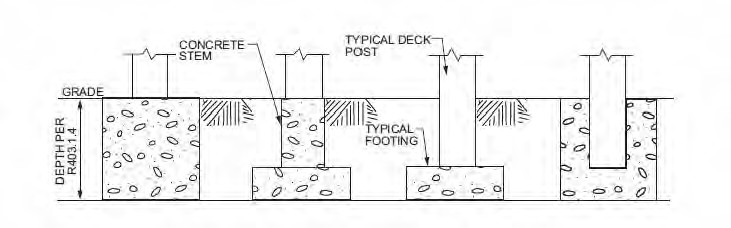 CONCRETE
STEM
TYPICAL DECK
POST
GRADE
TYPICAL
FOOTING
DEPTH PER
R403.1.4